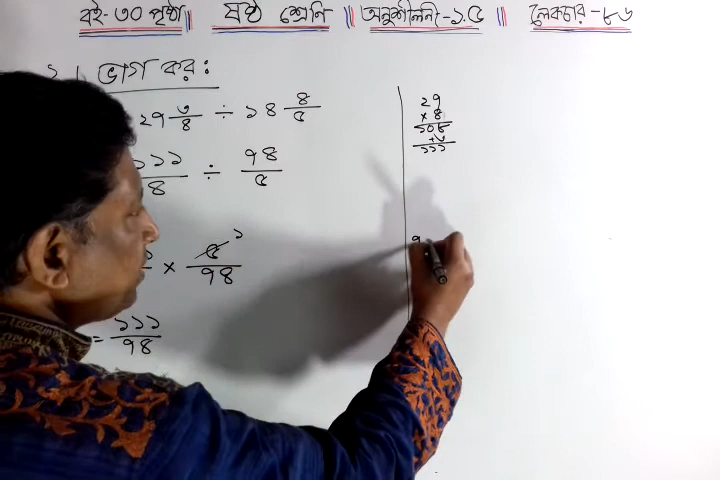 বই-৩০ পৃষ্ঠা || ষষ্ঠ শ্রেনি || অনুশীলনী-১.৫ || লেকচার-৮৬
১। ভাগ কর:
২৭ ৩/৪ ÷ ১৪ ৪/৫
১১১/৪ ÷ ৭৪/৫
× ৫/৭৪ ১
= ১১১/৭৪
২৭
× ৪
১০৮
+৩
১১১